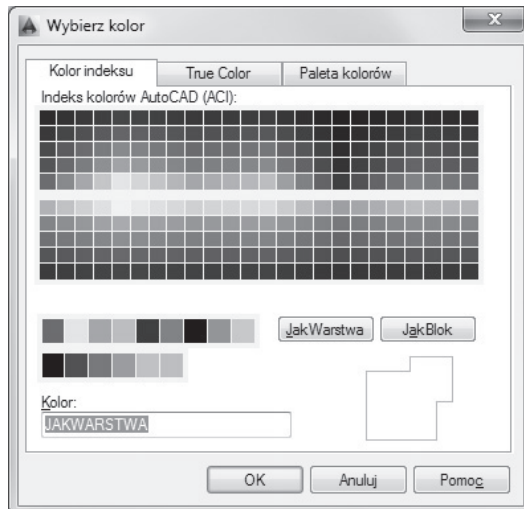 Wybierz kolor
Kolor indeksu
True Color
Paleta kolorów
Indeks kolorów AutoCAD (ACI):
JakWarstwa
JakBlok
Kolor:
JAKWARSTWA
OK
Anuluj
Pomoc